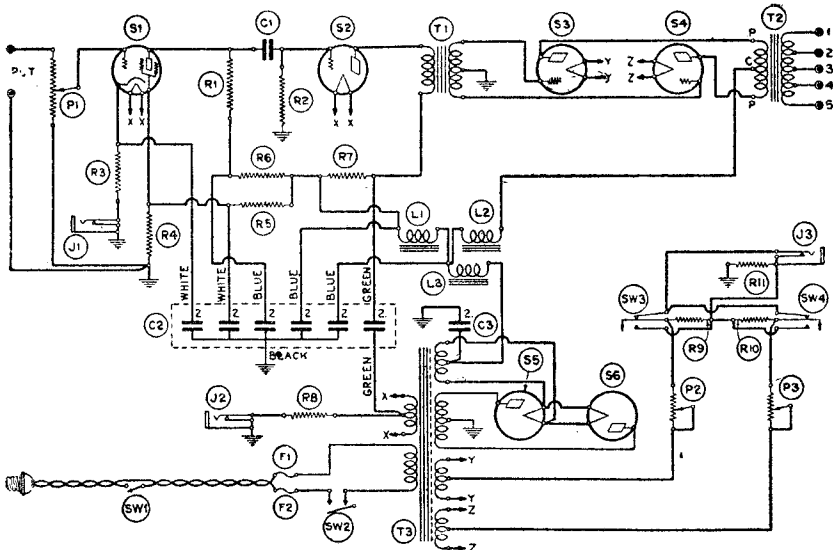 S1
C1
S2
T1
S3
S4
T2
P
1
2
C
3
4
P
5
Y
Z
Y
Z
P1
R1
R2
X X
X X
R3
R6
R7
R5
R4
J1
L1
L2
L3
J3
R11
SW3
SW4
R9
R10
WHITE
WHITE
BLUE
BLUE
BLUE
GREEN
C2
2
2
2
2
2
2
2
C3
BLACK
GREEN
S5
S6
P2
P3
J2
R8
X
X
F1
F2
SW1
SW2
T3
Y
Y
Z
Z